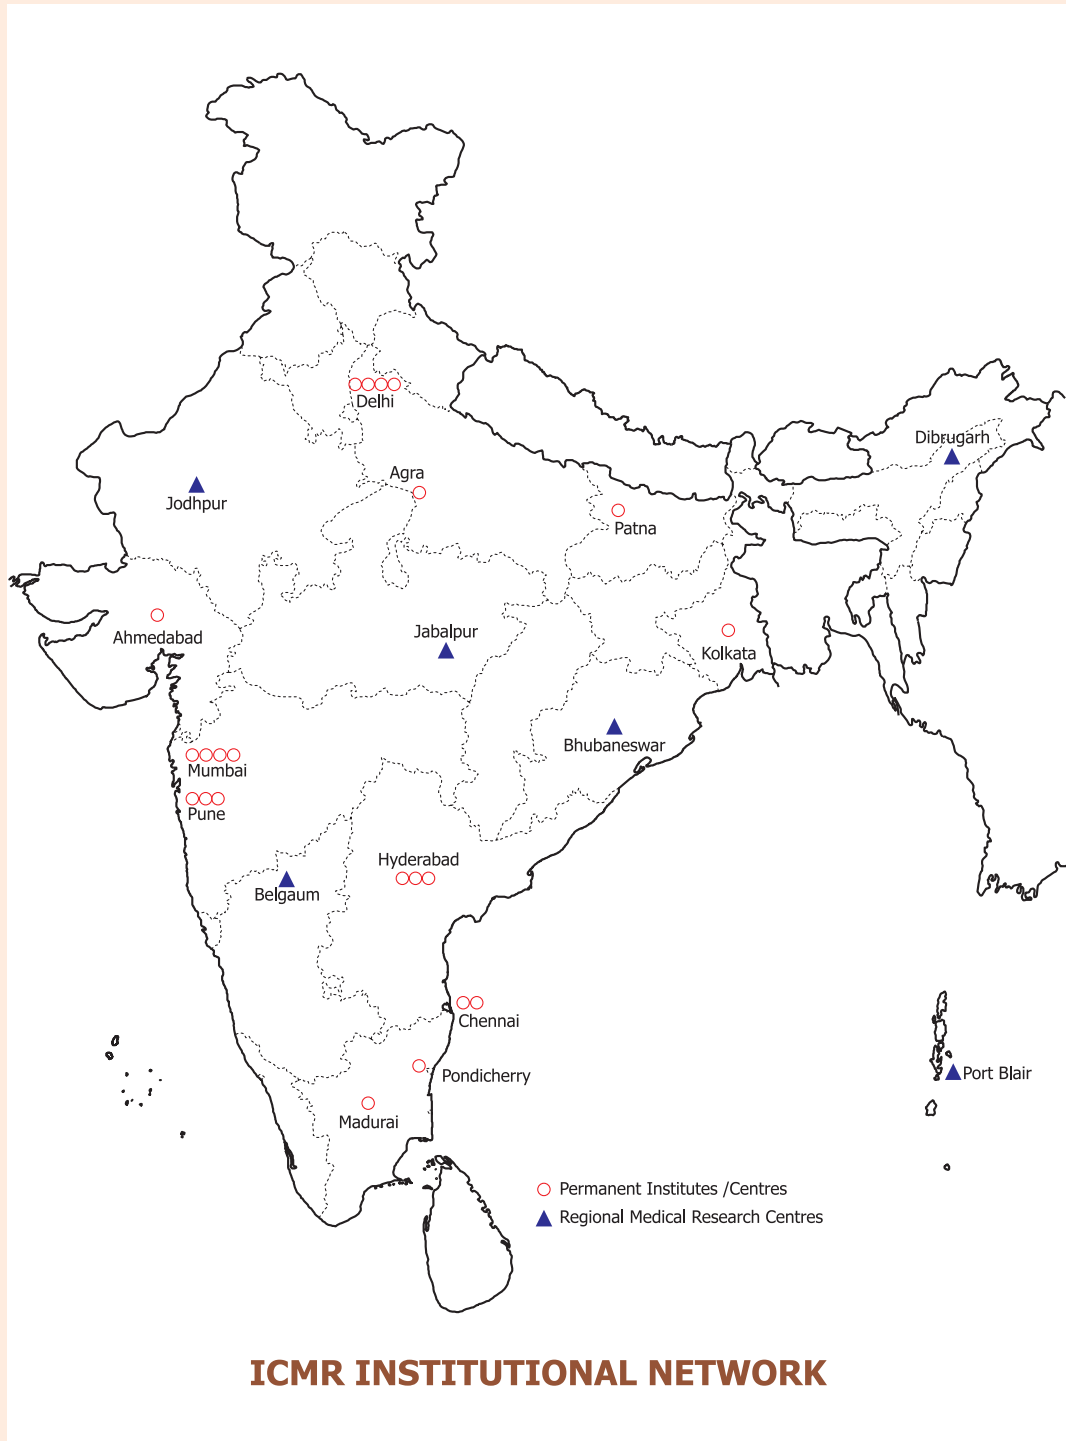 Delhi
Dibrugarh
Agra
Jodhpur
Patna
Ahmedabad
Jabalpur
Kolkata
Bhubaneswar
Mumbai
Pune
Hyderabad
Belgaum
Chennai
Pondicherry
Port Blair
Madurai
Permanent Institutes /Centres
Regional Medical Research Centres
ICMR INSTITUTIONAL NETWORK